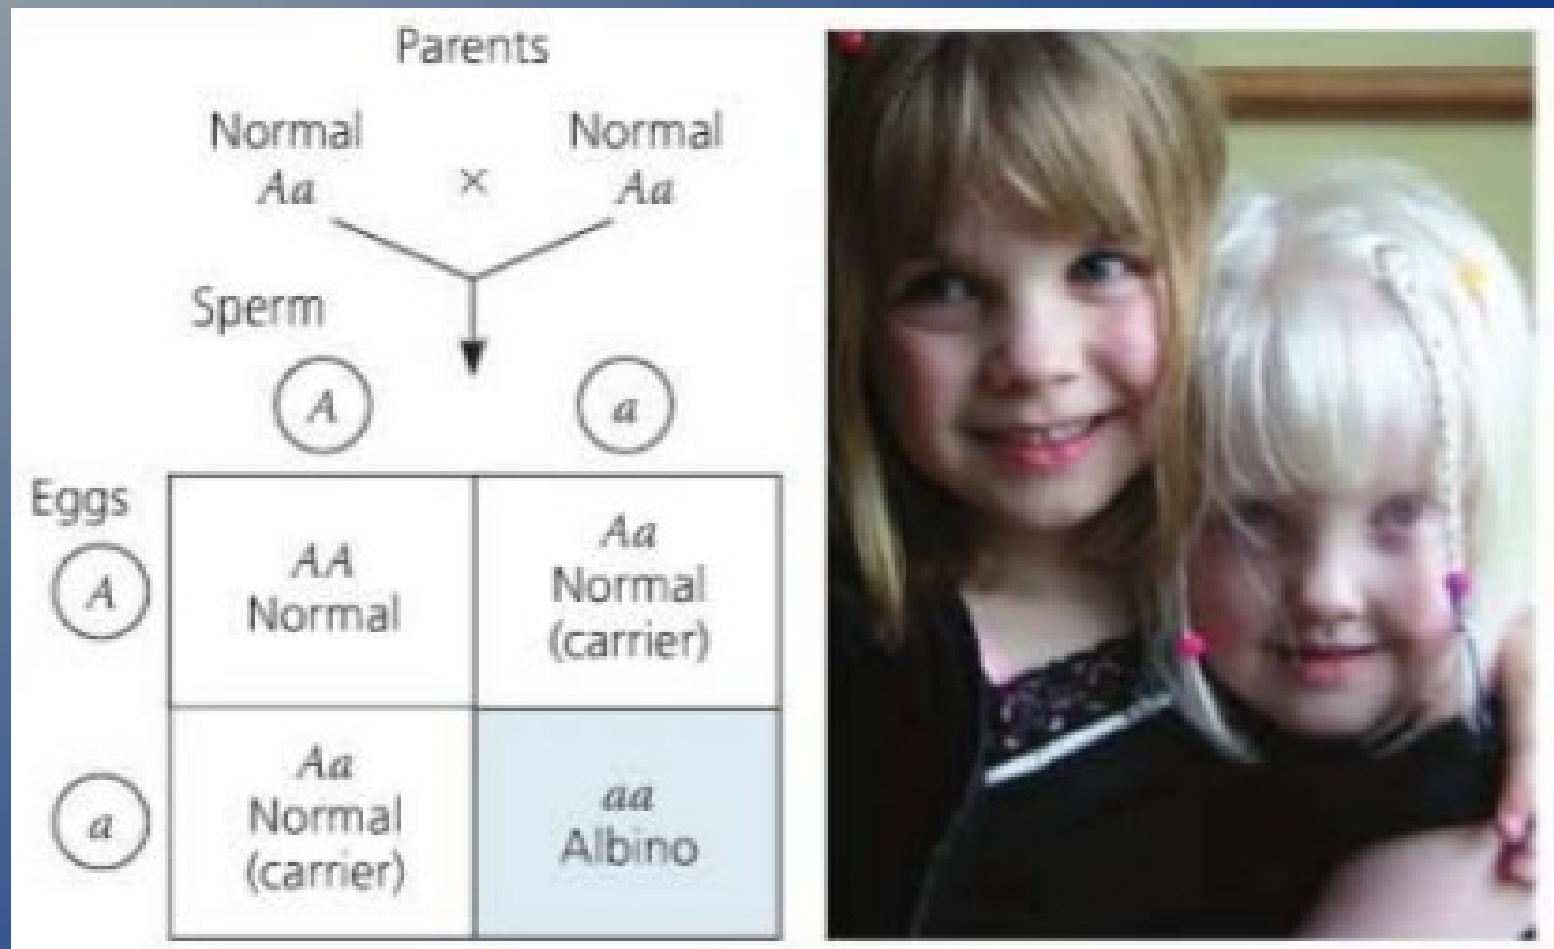 Parents
Normal Normal
Aa × Aa
Sperm
A a
Eggs
A
AA
Normal
Aa
Normal
(carrier)
a
Aa
Normal
(carrier)
aa
Albino